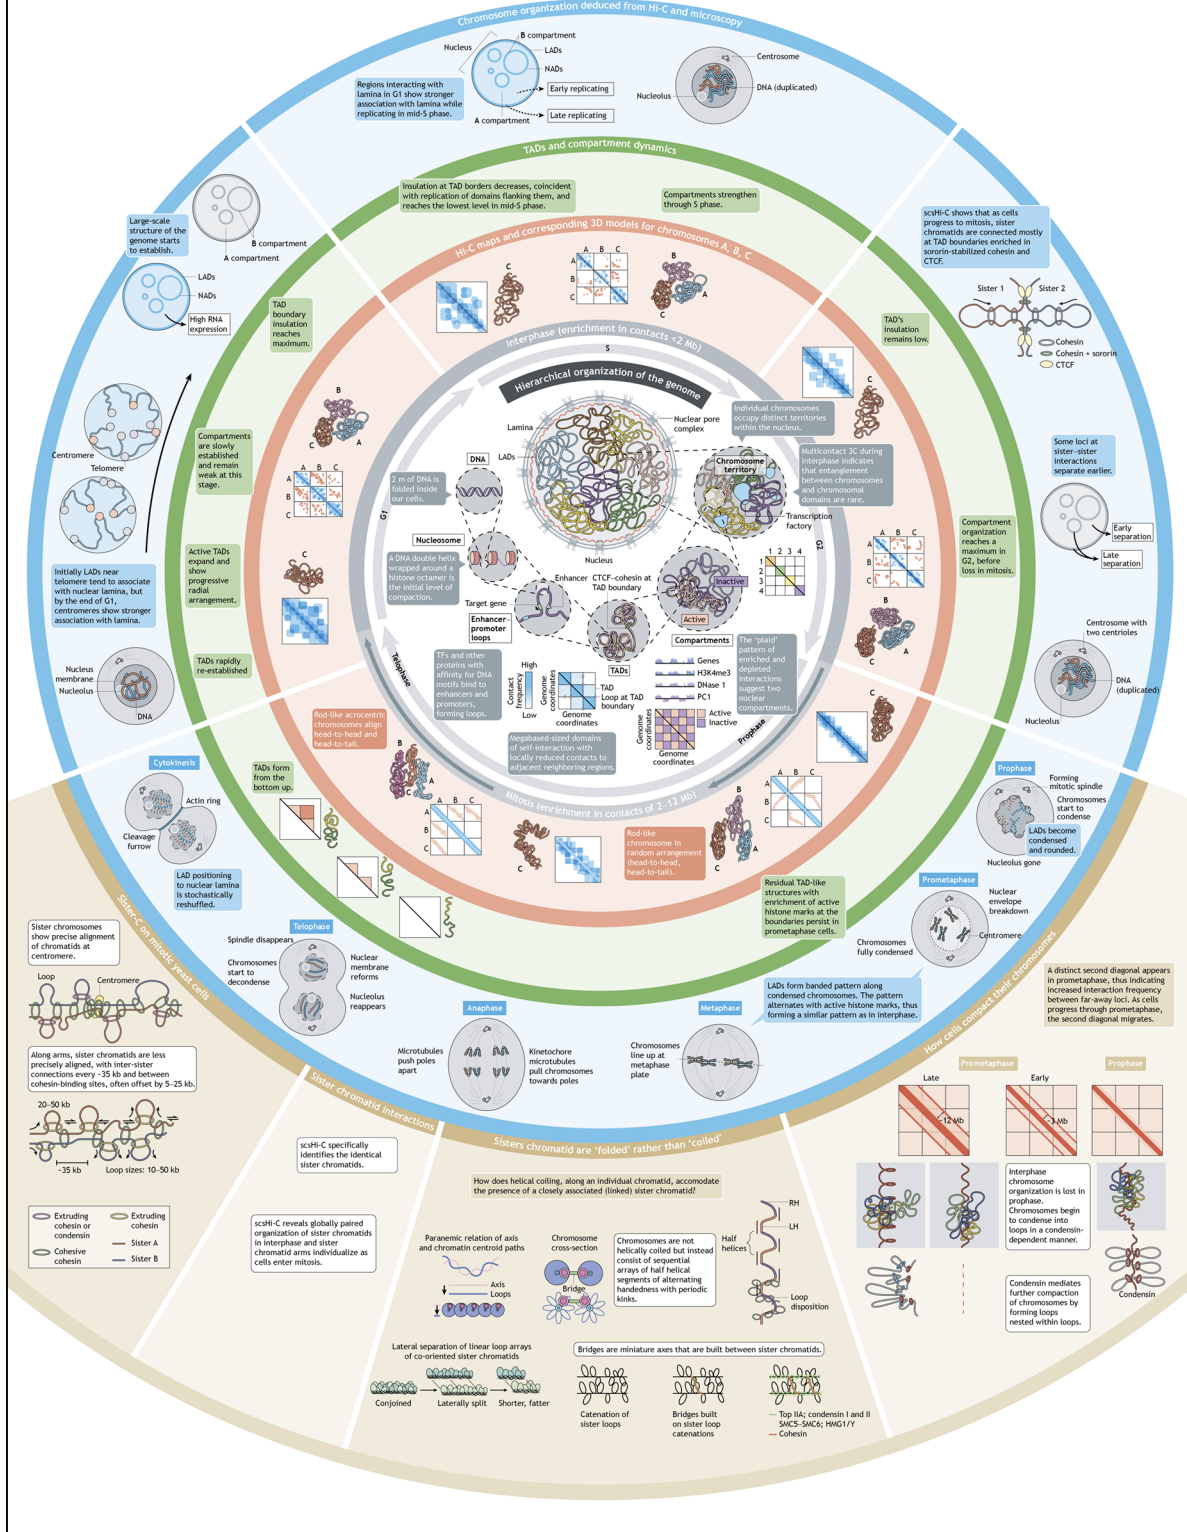 Chromosome organization deduced from Hi-C and microscopy
Nucleus
B compartment
LADs
NADs
Early replicating
Late replicating
A compartment
Regions interacting with
lamina in G1 show stronger
association with lamina while
replicating in mid-S phase.
Centrosome
DNA (duplicated)
Nucleolus
TADs and compartment dynamics
Insulation at TAD borders decreases, coincident
with replication of domains flanking them, and
reaches the lowest level in mid-S phase.
Compartments strengthen
through S phase.
Hi-C maps and corresponding 3D models for chromosomes A, B, C
C
A B C
A
B
C
B
A
C
Large-scale
structure of the
genome starts
to establish.
B compartment
A compartment
LADs
NADs
High RNA
expression
TAD
boundary
insulation
reaches
maximum.
Centromere
Telomere
Compartments
are slowly
established
and remain
weak at this
stage.
B
C
A
A B C
A
B
C
Active TADs
expand and
show
progressive
radial
arrangement.
C
Initially LADs near
telomere tend to associate
with nuclear lamina, but
by the end of G1,
centromeres show stronger
association with lamina.
TADs rapidly
re-established
Nucleus
membrane
Nucleolus
DNA
scsHi-C shows that as cells
progress to mitosis, sister
chromatids are connected mostly
at TAD boundaries enriched in
sororin-stabilized cohesin and
CTCF.
Sister 1
Sister 2
Cohesin
Cohesin + sororin
CTCF
TAD's
insulation
remains low.
C
Some loci at
sister–sister
interactions
separate earlier.
Early
separation
Late
separation
Compartment
organization
reaches a
maximum in
G2, before
loss in mitosis.
A B C
A
B
C
B
A
C
Centrosome with
two centrioles
DNA
(duplicated)
Nucleolus
Interphase (enrichment in contacts <2 Mb)
S
G1
G2
Hierarchical organization of the genome
Lamina
LADs
Nuclear pore
complex
Nucleus
Individual chromosomes
occupy distinct territories
within the nucleus.
Chromosome
territory
Multicontact 3C during
interphase indicates
that entanglement
between chromosomes
and chromosomal
domains are rare.
Transcription
factory
DNA
2 m of DNA is
folded inside
our cells.
Nucleosome
A DNA double helix
wrapped around a
histone octamer is
the initial level of
compaction.
Enhancer
Target gene
Enhancer–
promoter
loops
CTCF–cohesin at
TAD boundary
TADs
Inactive
Active
1 2 3 4
1
2
3
4
Compartments
The 'plaid'
pattern of
enriched and
depleted
interactions
suggest two
nuclear
compartments.
Genes
H3K4me3
DNase 1
PC1
TFs and other
proteins with
affinity for DNA
motifs bind to
enhancers and
promoters,
forming loops.
High
Contact
frequency
Low
Genome
coordinates
TAD
Loop at TAD
boundary
Genome
coordinates
Active
Inactive
Genome
coordinates
Genome
coordinates
Megabased-sized domains
of self-interaction with
locally reduced contacts to
adjacent neighboring regions.
Telophase
Prophase
Mitosis (enrichment in contacts of 2–12 Mb)
Rod-like acrocentric
chromosomes align
head-to-head and
head-to-tail.
B
C
A
A B C
A
B
C
C
Rod-like
chromosome in
random arrangement
(head-to-head,
head-to-tail).
B
A
C
A B C
A
B
C
C
TADs form
from the
bottom up.
Residual TAD-like
structures with
enrichment of active
histone marks at the
boundaries persist in
prometaphase cells.
Cytokinesis
Actin ring
Cleavage
furrow
LAD positioning
to nuclear lamina
is stochastically
reshuffled.
Telophase
Spindle disappears
Chromosomes
start to
decondense
Nuclear
membrane
reforms
Nucleolus
reappears
Anaphase
Microtubules
push poles
apart
Kinetochore
microtubules
pull chromosomes
towards poles
Metaphase
Chromosomes
line up at
metaphase
plate
LADs form banded pattern along
condensed chromosomes. The pattern
alternates with active histone marks, thus
forming a similar pattern as in interphase.
Prometaphase
Nuclear
envelope
breakdown
Centromere
Chromosomes
fully condensed
Prophase
Forming
mitotic spindle
Chromosomes
start to
condense
LADs become
condensed
and rounded.
Nucleolus gone
Sister-C on mitotic yeast cells
Sister chromosomes
show precise alignment
of chromatids at
centromere.
Loop
Centromere
Along arms, sister chromatids are less
precisely aligned, with inter-sister
connections every ~35 kb and between
cohesin-binding sites, often offset by 5–25 kb.
20–50 kb
~35 kb
Loop sizes: 10–50 kb
Extruding
cohesin or
condensin
Extruding
cohesin
Cohesive
cohesin
Sister A
Sister B
Sister chromatid interactions
scsHi-C specifically
identifies the identical
sister chromatids.
scsHi-C reveals globally paired
organization of sister chromatids
in interphase and sister
chromatid arms individualize as
cells enter mitosis.
Sisters chromatid are 'folded' rather than 'coiled'
How does helical coiling, along an individual chromatid, accomodate
the presence of a closely associated (linked) sister chromatid?
Paranemic relation of axis
and chromatin centroid paths
Axis
Loops
Chromosome
cross-section
Bridge
Chromosomes are not
helically coiled but instead
consist of sequential
arrays of half helical
segments of alternating
handedness with periodic
kinks.
RH
LH
Half
helices
Loop
disposition
Lateral separation of linear loop arrays
of co-oriented sister chromatids
Conjoined
Laterally split
Shorter, fatter
Bridges are miniature axes that are built between sister chromatids.
Catenation of
sister loops
Bridges built
on sister loop
catenations
Top IIA; condensin I and II
SMC5–SMC6; HMG1/Y
Cohesin
How cells compact their chromosomes
A distinct second diagonal appears
in prometaphase, thus indicating
increased interaction frequency
between far-away loci. As cells
progress through prometaphase,
the second diagonal migrates.
Prometaphase
Prophase
Late
Early
~12 Mb
~3 Mb
Interphase
chromosome
organization is lost in
prophase.
Chromosomes begin
to condense into
loops in a condensin-
dependent manner.
Condensin mediates
further compaction
of chromosomes by
forming loops
nested within loops.
Condensin